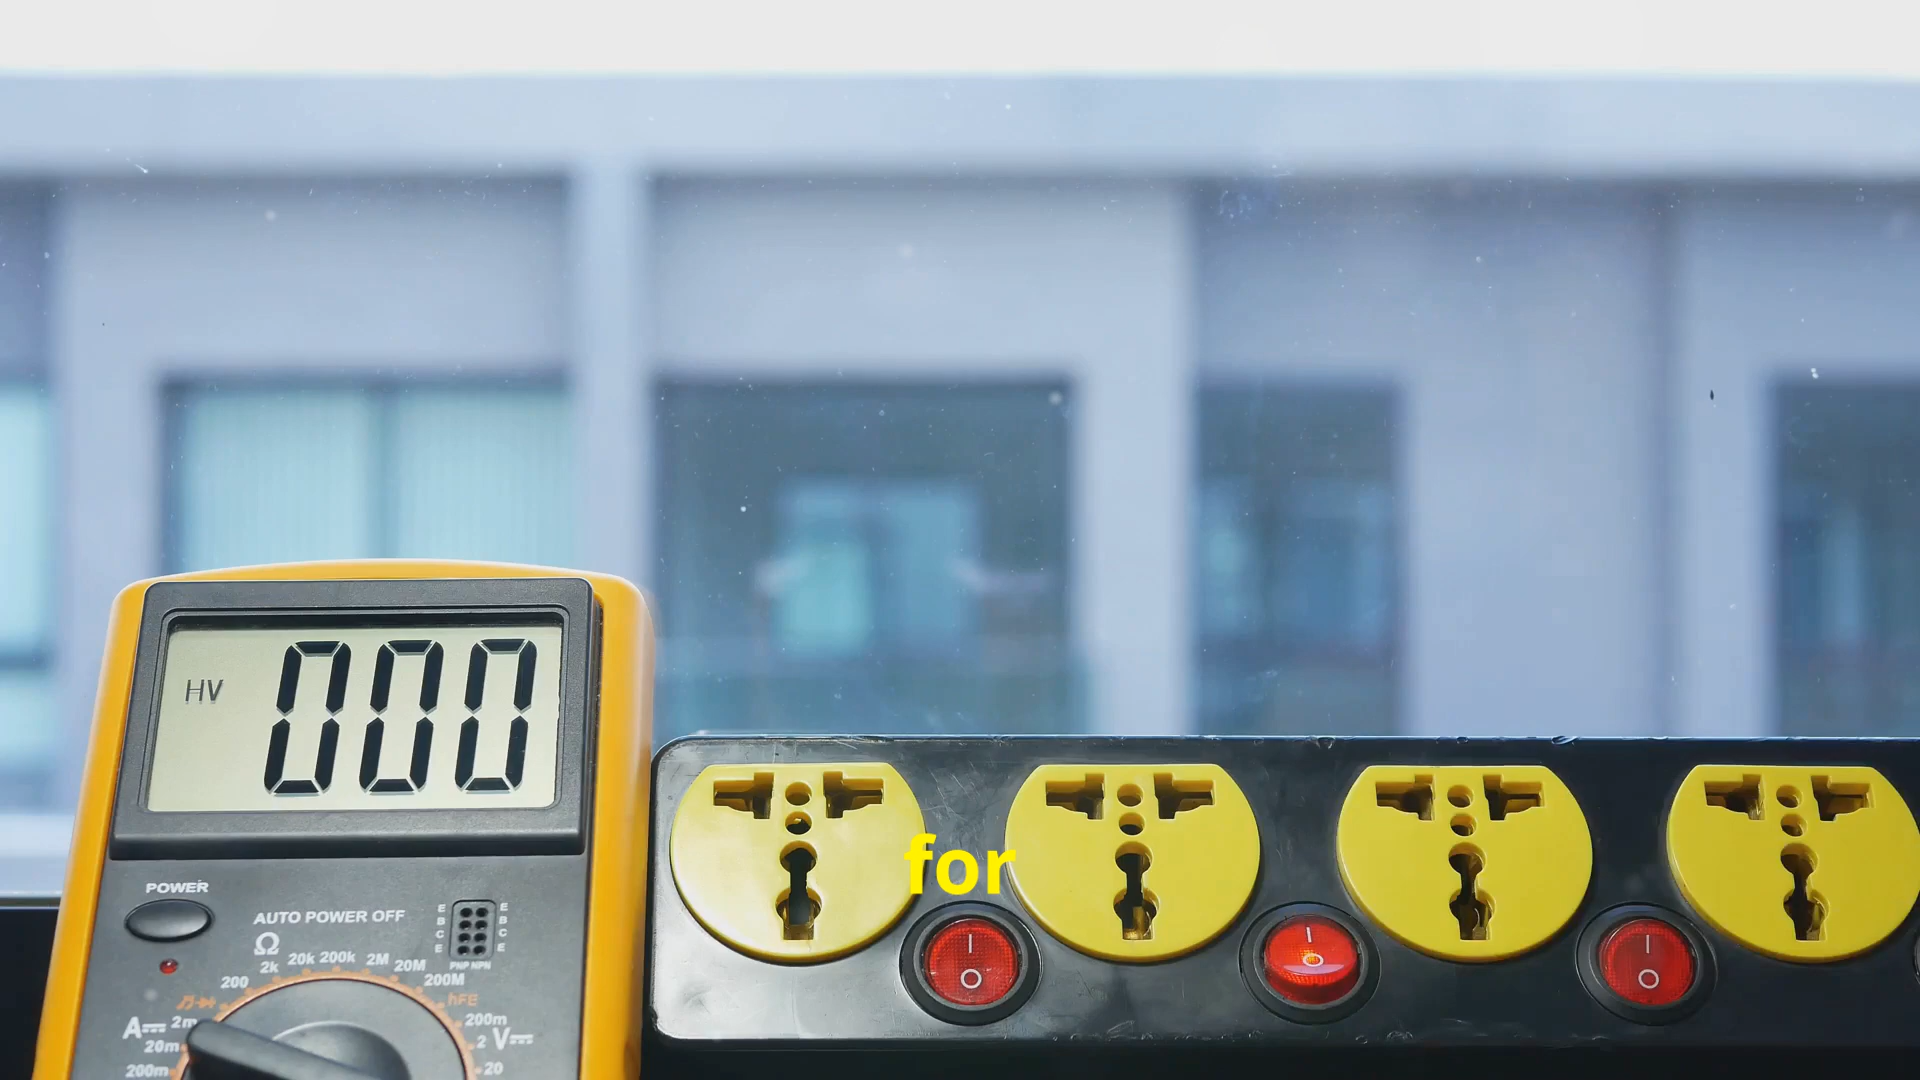 HV
000
POWER
AUTO POWER OFF
E
B
C
E
E
B
C
E
PNP NPN
Ω
200
2k
20k
200k
2M
20M
200M
hFE
A
2m
20m
200m
200m
2
V
20
for
I
O
I
O
I
O